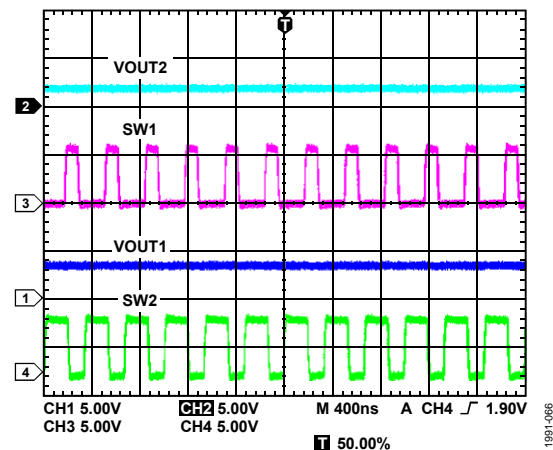 T
VOUT2
2
SW1
3
VOUT1
1
SW2
4
CH1 5.00V CH2 5.00V M 400ns A CH4 1.90V
CH3 5.00V CH4 5.00V
T 50.00%
1991-066